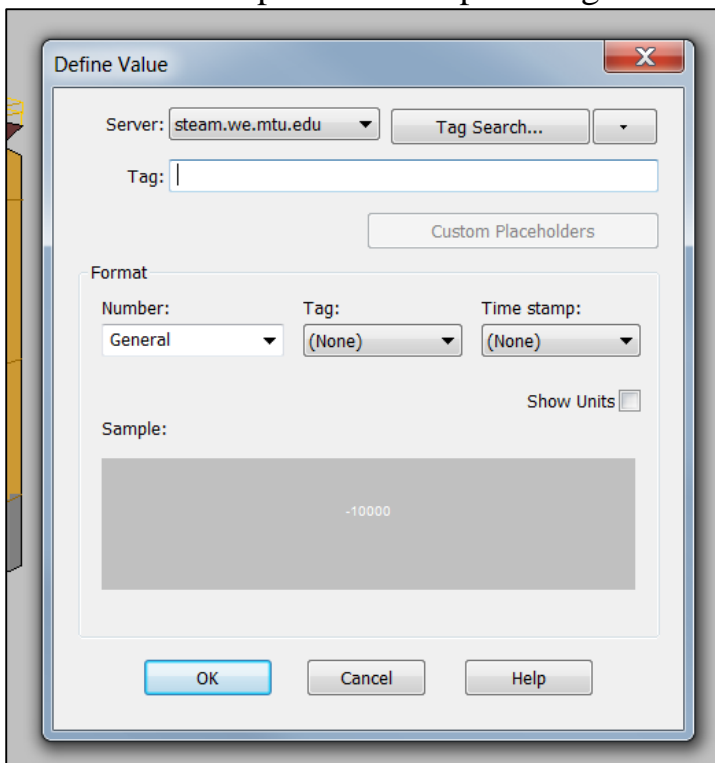 Define Value
Server: steam.we.mtu.edu Tag Search...
Tag:
Custom Placeholders
Format
Number: Tag: Time stamp:
General (None) (None)
Show Units
Sample:
-10000
OK Cancel Help